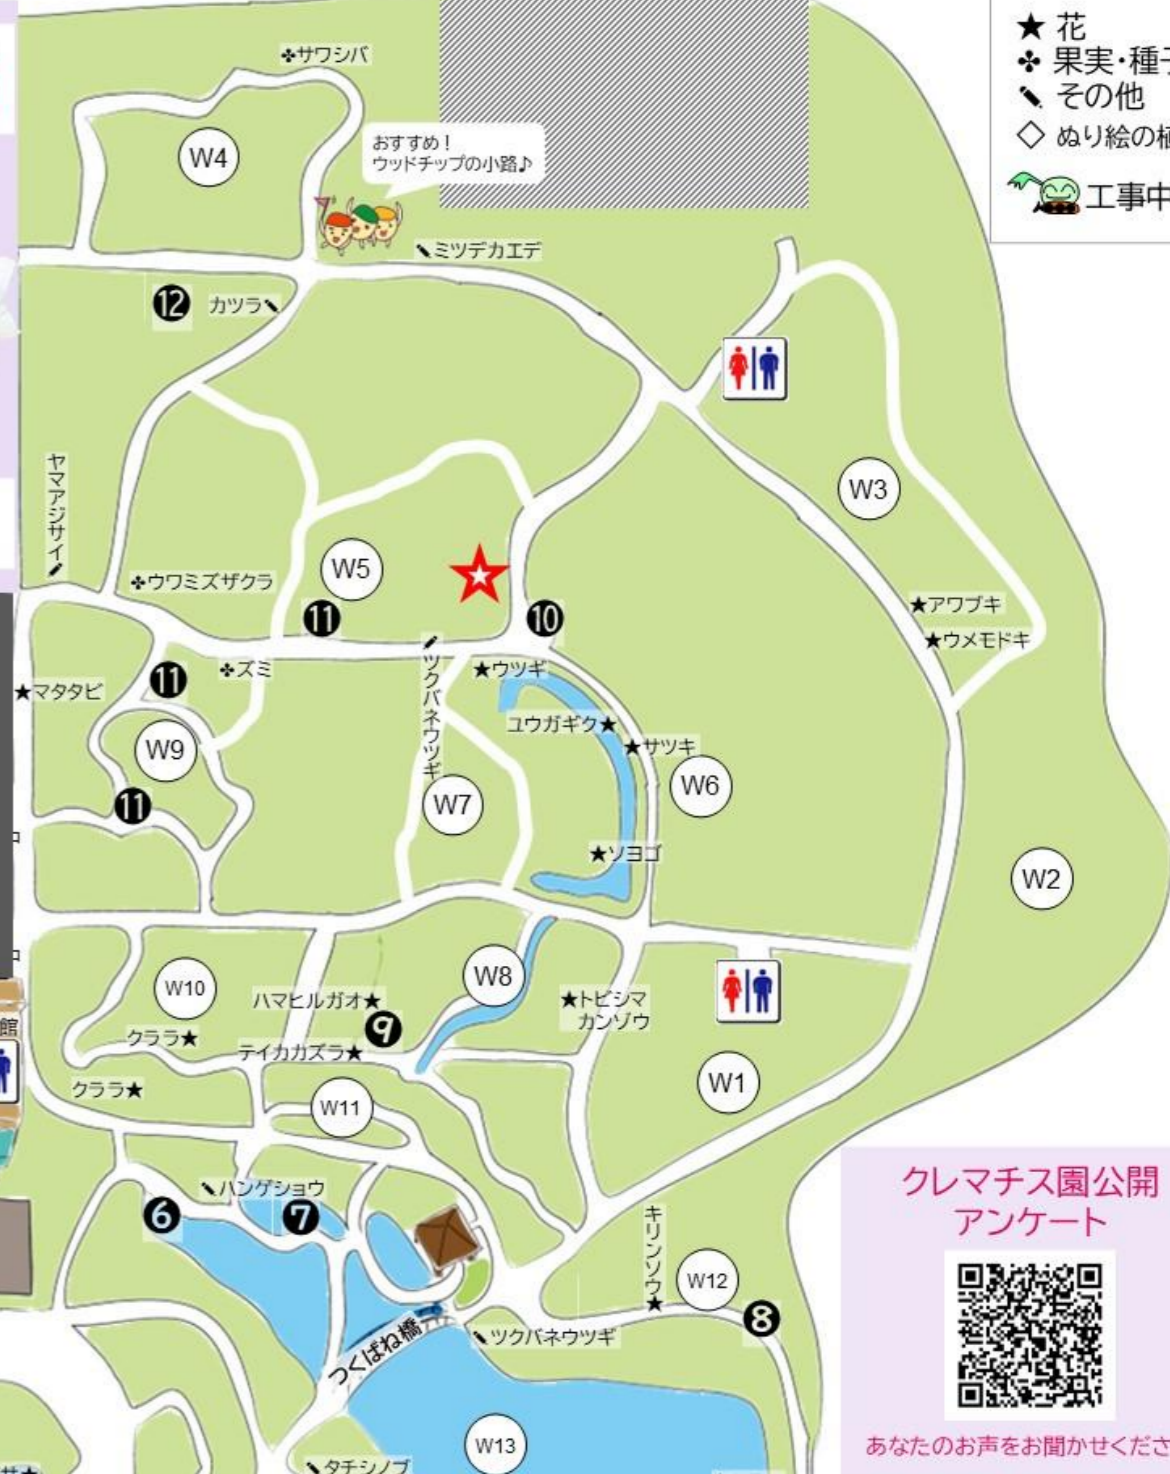 ★ 花
✤ 果実・種子
✎ その他
◇ ぬり絵の植
工事中
✤サワシバ
W4
おすすめ!
ウッドチップの小路♪
✎ミツデカエデ
⓬
カツラ✎
W3
ヤマアジサイ✎
W5
✤ウワミズザクラ
⓫
❿
★アワブキ
★ウメモドキ
✤ズミ
ツクバネウツギ
★ウツギ
⓫
★マタタビ
ユウガギク★
★サツキ
W9
W6
W7
⓫
★ソヨゴ
W2
W10
W8
ハマヒルガオ★
★トビシマ
カンゾウ
館
クララ★
❾
テイカカズラ★
クララ★
W11
W1
✎ハンゲショウ
❻
❼
キリンソウ★
W12
❽
つくばね橋
✎ツクバネウツギ
W13
✎タチシノブ
クレマチス園公開
アンケート
あなたのお声をお聞かせくださ